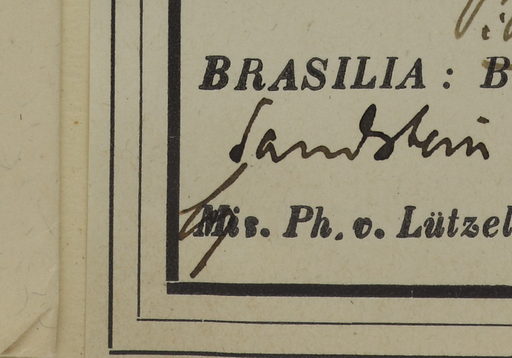 BRASILIA : B
Sandstein
Mis. Ph. v. Lützel